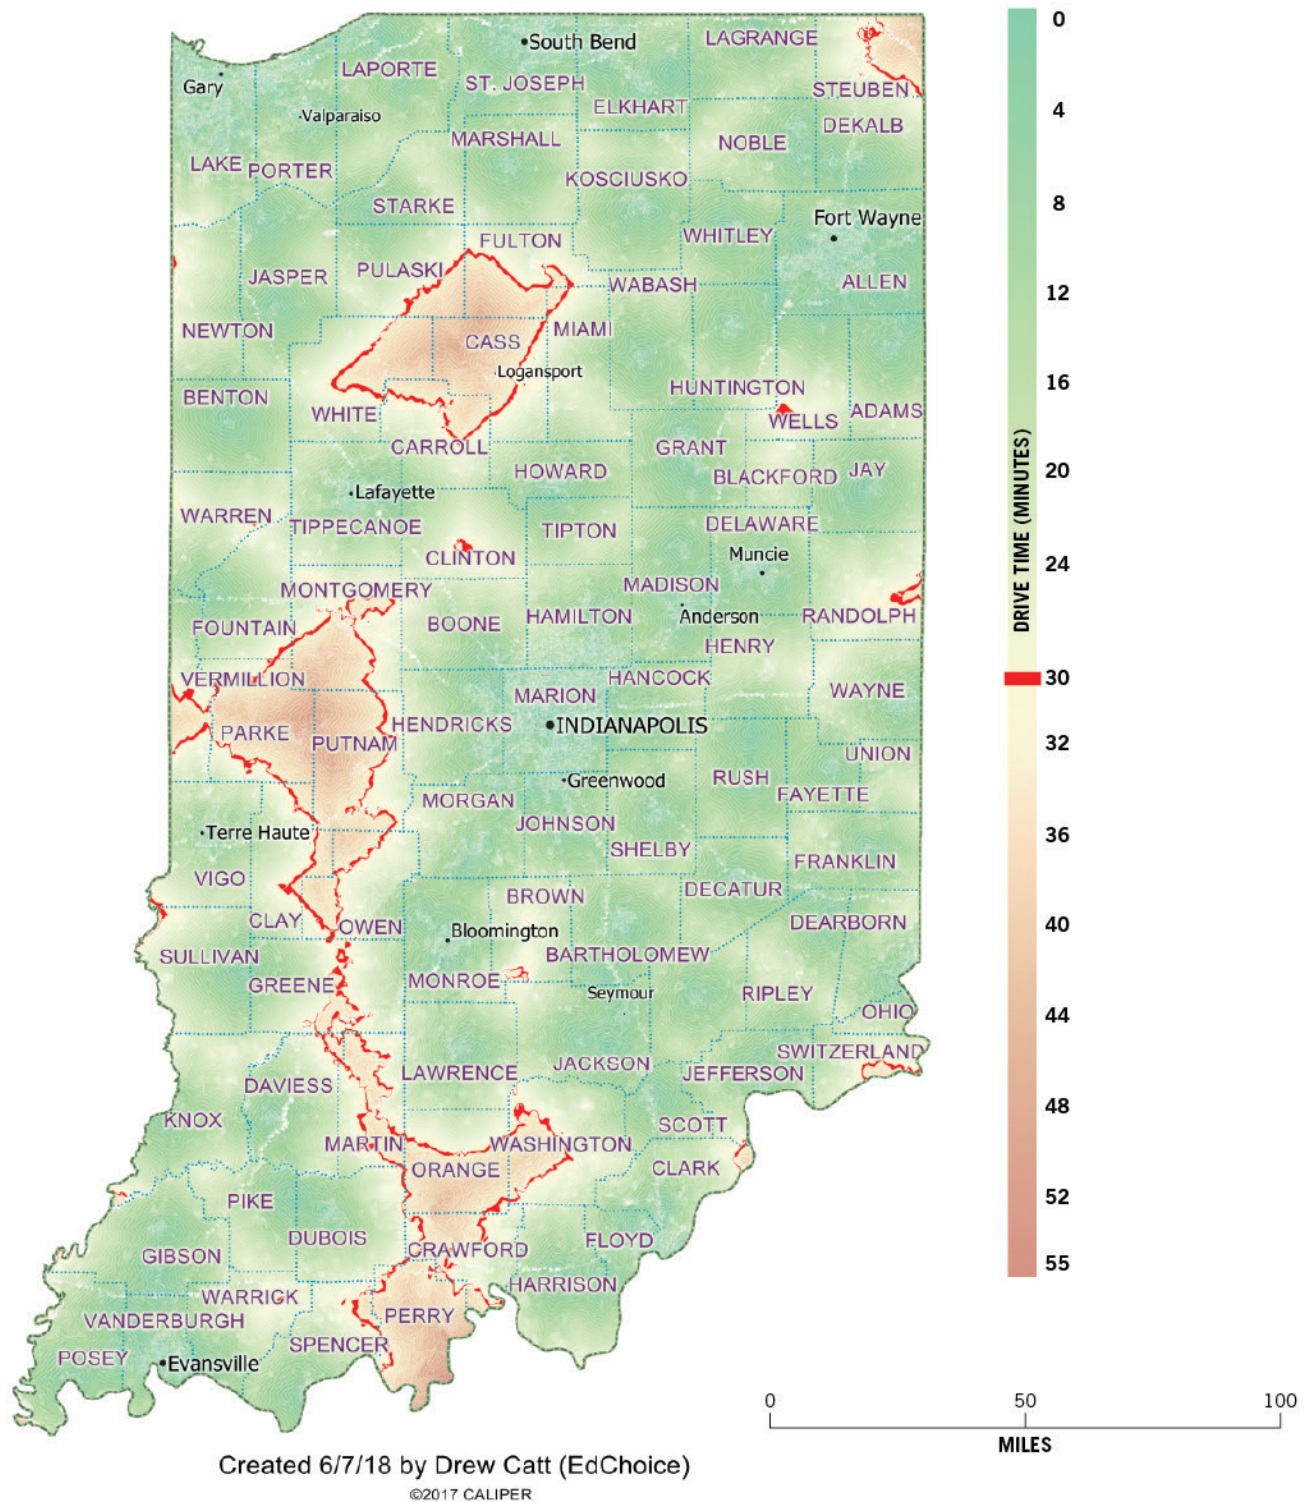 South Bend
LAGRANGE
LAPORTE
ST. JOSEPH
Gary
STEUBEN
ELKHART
Valparaiso
DEKALB
MARSHALL
NOBLE
LAKE
PORTER
KOSCIUSKO
STARKE
Fort Wayne
FULTON
WHITLEY
PULASKI
JASPER
WABASH
ALLEN
NEWTON
MIAMI
CASS
Logansport
HUNTINGTON
BENTON
WHITE
WELLS
ADAMS
CARROLL
GRANT
HOWARD
BLACKFORD
JAY
Lafayette
WARREN
TIPPECANOE
TIPTON
DELAWARE
CLINTON
Muncie
MONTGOMERY
MADISON
HAMILTON
Anderson
RANDOLPH
FOUNTAIN
BOONE
HENRY
VERMILLION
HANCOCK
MARION
WAYNE
PARKE
HENDRICKS
INDIANAPOLIS
PUTNAM
UNION
Greenwood
RUSH
FAYETTE
MORGAN
JOHNSON
Terre Haute
SHELBY
FRANKLIN
VIGO
BROWN
DECATUR
CLAY
OWEN
Bloomington
DEARBORN
SULLIVAN
BARTHOLOMEW
GREENE
MONROE
Seymour
RIPLEY
OHIO
SWITZERLAND
JACKSON
LAWRENCE
JEFFERSON
DAVIESS
KNOX
SCOTT
MARTIN
WASHINGTON
ORANGE
CLARK
PIKE
DUBOIS
FLOYD
GIBSON
CRAWFORD
HARRISON
WARRICK
PERRY
VANDERBURGH
SPENCER
POSEY
Evansville
0
4
8
12
16
20
24
30
32
36
40
44
48
52
55
DRIVE TIME (MINUTES)
0 50 100
MILES
Created 6/7/18 by Drew Catt (EdChoice)
©2017 CALIPER